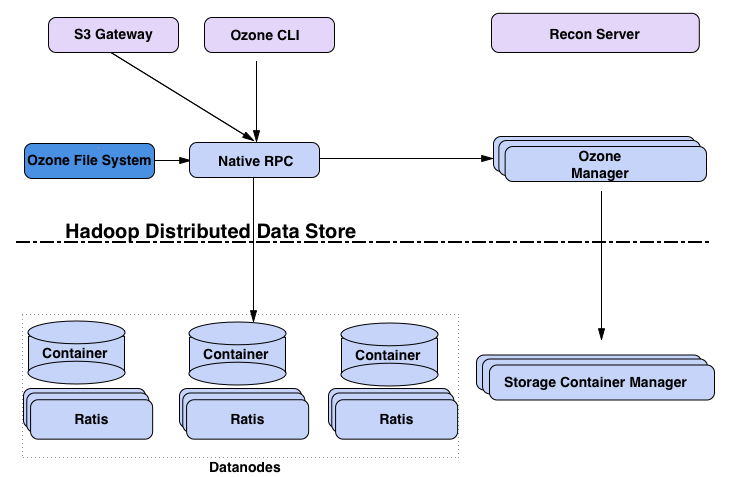 S3 Gateway
Ozone CLI
Recon Server
Ozone File System
Native RPC
Ozone
Manager
Hadoop Distributed Data Store
Container
Container
Container
Storage Container Manager
Ratis
Ratis
Ratis
Datanodes